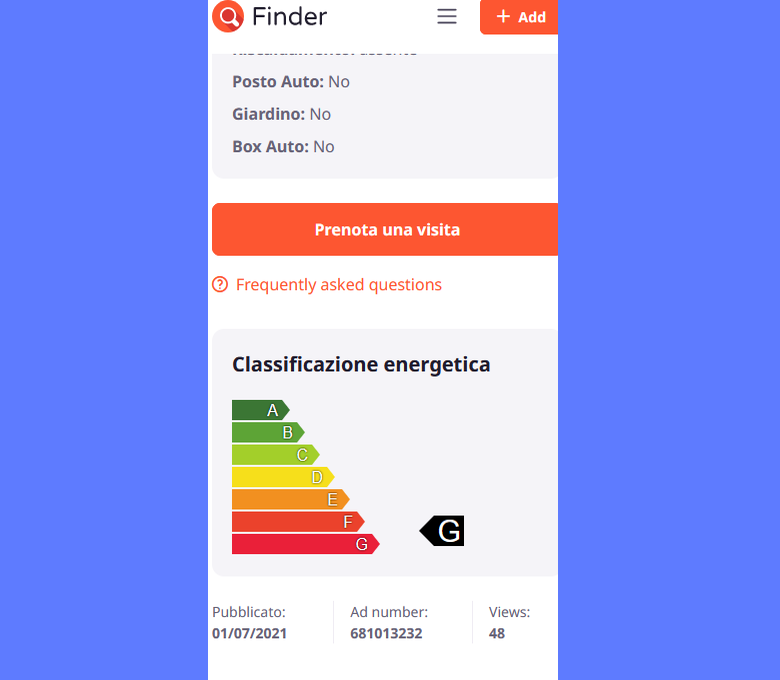 Finder
Add
Posto Auto: No
Giardino: No
Box Auto: No
Prenota una visita
Frequently asked questions
Classificazione energetica
A
B
C
D
E
F
G
G
Pubblicato:
01/07/2021
Ad number:
681013232
Views:
48